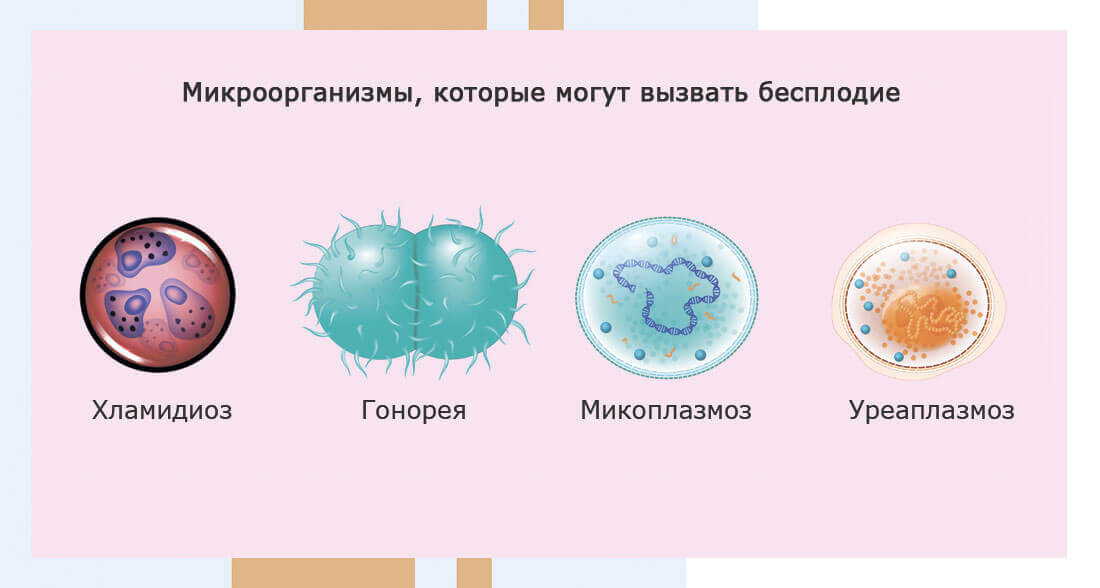 Микроорганизмы, которые могут вызвать бесплодие
Хламидиоз
Гонорея
Микоплазмоз
Уреаплазмоз